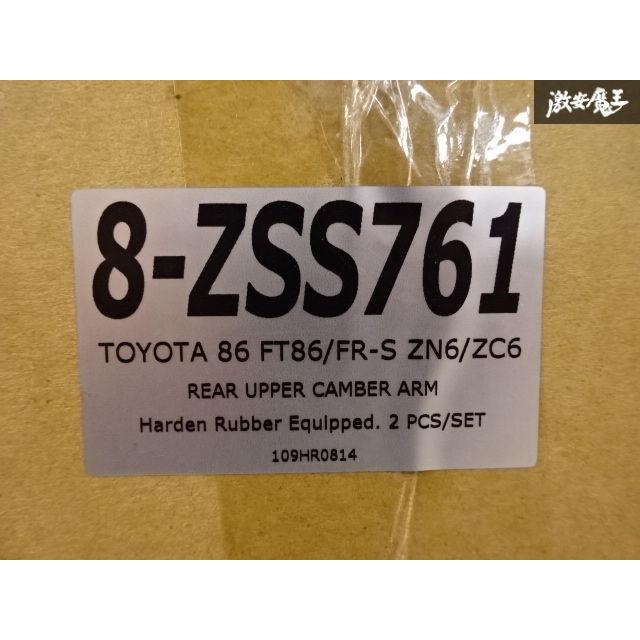 激安魔王
8-ZSS761
TOYOTA 86 FT86/FR-S ZN6/ZC6
REAR UPPER CAMBER ARM
Harden Rubber Equipped. 2 PCS/SET
109HR0814